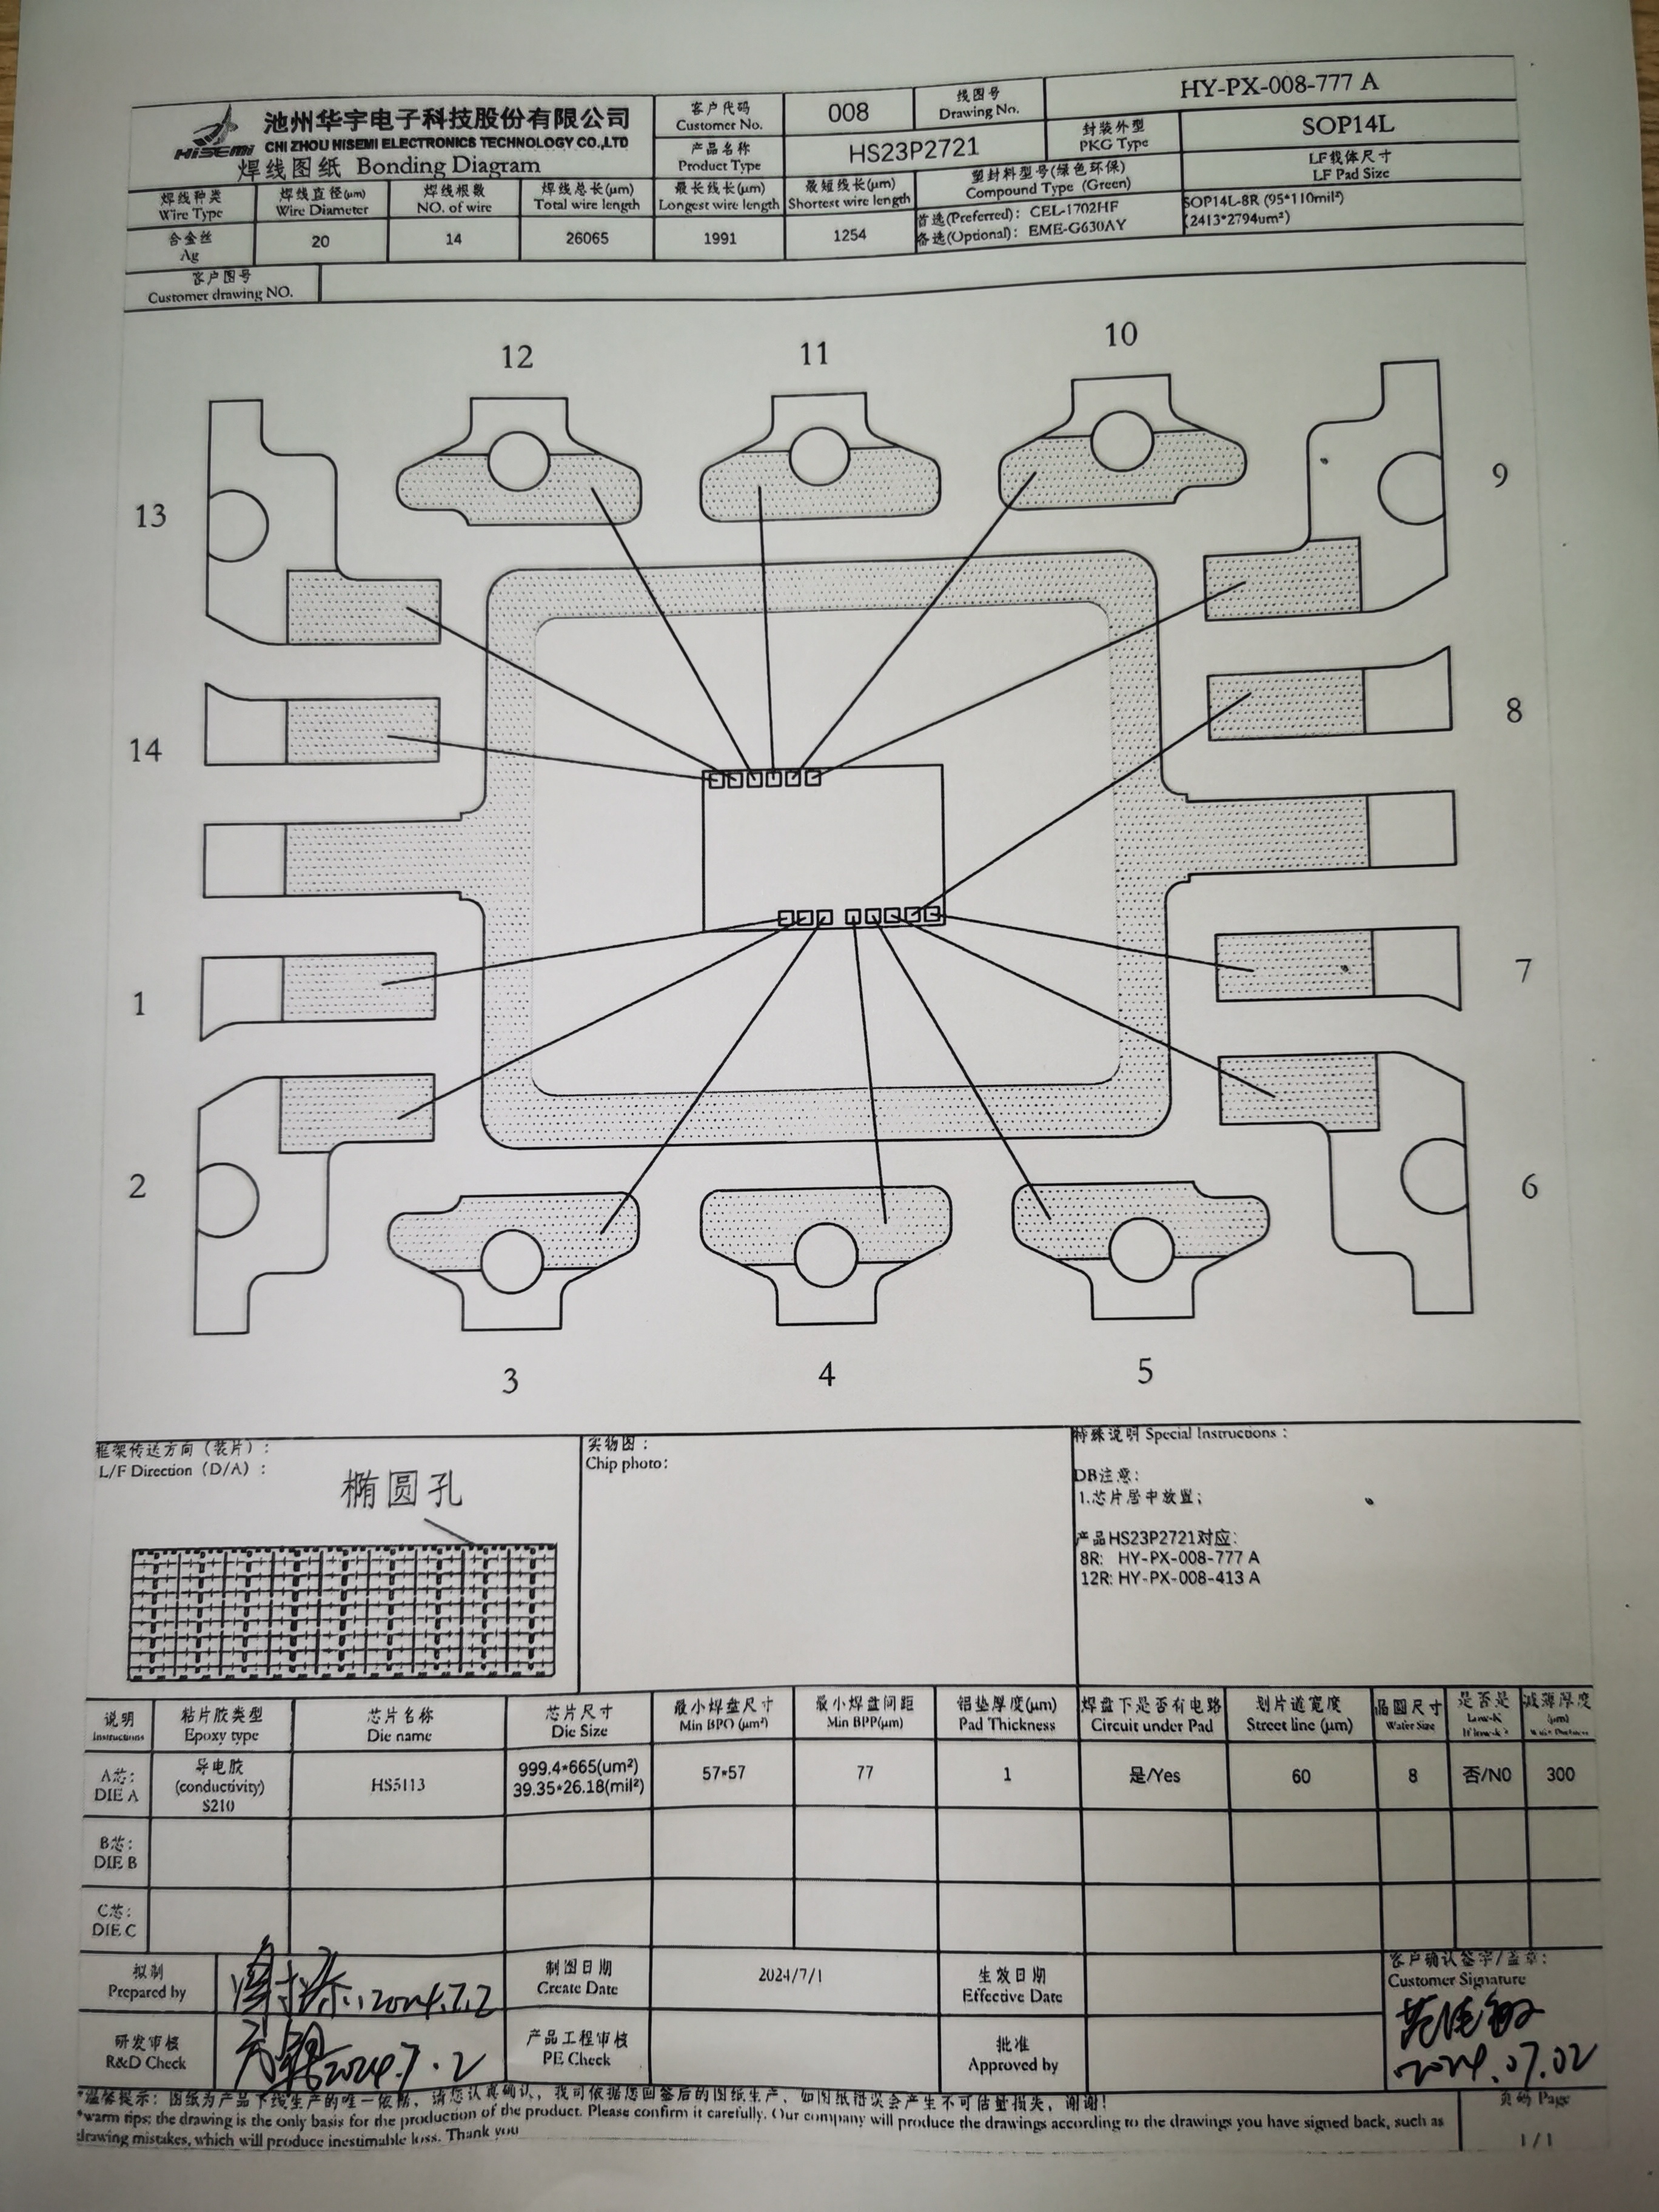 HISEMI
池州华宇电子科技股份有限公司
CHI ZHOU HISEMI ELECTRONICS TECHNOLOGY CO.,LTD
焊线图纸 Bonding Diagram
客户代码
Customer No.
008
线图号
Drawing No.
HY-PX-008-777 A
产品名称
Product Type
HS23P2721
封装外型
PKG Type
SOP14L
焊线种类
Wire Type
焊线直径(μm)
Wire Diameter
焊线根数
NO. of wire
焊线总长(μm)
Total wire length
最长线长(μm)
Longest wire length
最短线长(μm)
Shortest wire length
塑封料型号(绿色环保)
Compound Type (Green)
LF载体尺寸
LF Pad Size
合金丝
Ag
20
14
26065
1991
1254
首选(Preferred): CEL-1702HF
备选(Optional): EME-G630AY
SOP14L-8R (95*110mil²)
(2413*2794um²)
客户图号
Customer drawing NO.
12
11
10
13
9
14
8
1
7
2
6
3
4
5
框架传送方向(装片):
L/F Direction (D/A):
椭圆孔
实物图:
Chip photo:
特殊说明 Special Instructions :
DB注意:
1.芯片居中放置;
产品HS23P2721对应:
8R: HY-PX-008-777 A
12R: HY-PX-008-413 A
说明
Instructions
粘片胶类型
Epoxy type
芯片名称
Die name
芯片尺寸
Die Size
最小焊盘尺寸
Min BPO (μm²)
最小焊盘间距
Min BPP(μm)
铝垫厚度(μm)
Pad Thickness
焊盘下是否有电路
Circuit under Pad
划片道宽度
Street line (μm)
晶圆尺寸
Wafer Size
是否是
Low-K
减薄厚度
(μm)
A芯:
DIE A
导电胶
(conductivity)
S210
HS5113
999.4*665(um²)
39.35*26.18(mil²)
57*57
77
1
是/Yes
60
8
否/NO
300
B芯:
DIE B
C芯:
DIE C
拟制
Prepared by
2024.7.2
制图日期
Create Date
2024/7/1
生效日期
Effective Date
客户确认签字/盖章:
Customer Signature
研发审核
R&D Check
2024.7.2
产品工程审核
PE Check
批准
Approved by
2024.07.02
*温馨提示: 图纸为产品下线生产的唯一依据, 请您认真确认, 我司依据您回签后的图纸生产, 如图纸错误会产生不可估量损失, 谢谢!
*warm tips: the drawing is the only basis for the production of the product. Please confirm it carefully. Our company will produce the drawings according to the drawings you have signed back, such as
drawing mistakes, which will produce inestimable loss. Thank you
页码 Page
1/1